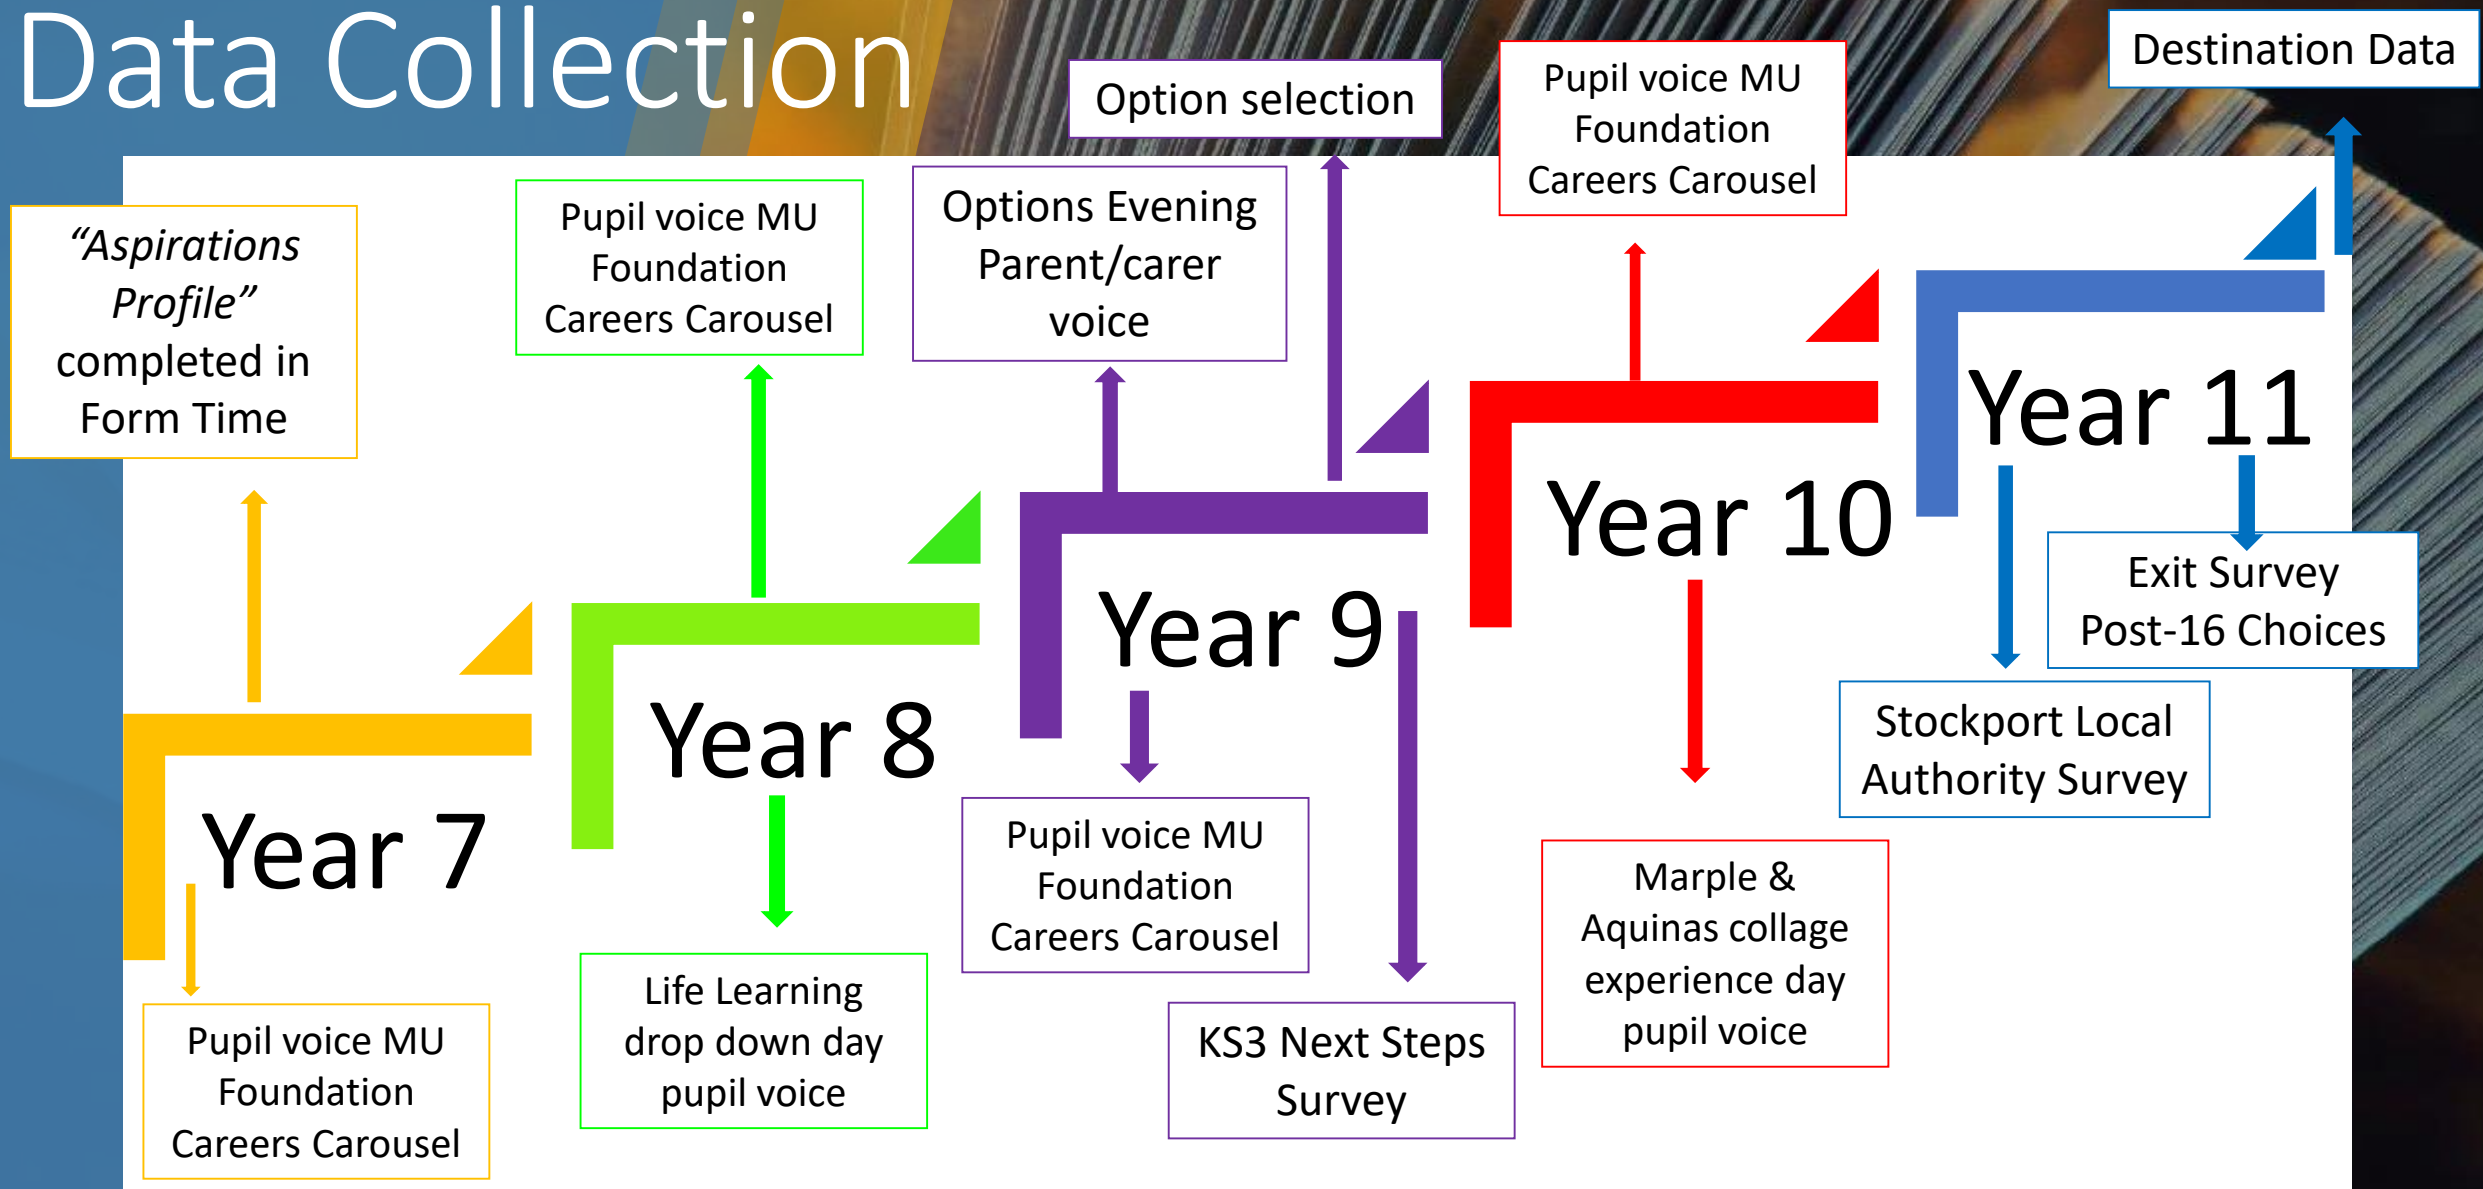 Data Collection
“Aspirations
Profile”
completed in
Form Time
Year 7
Pupil voice MU
Foundation
Careers Carousel
Pupil voice MU
Foundation
Careers Carousel
Year 8
Life Learning
drop down day
pupil voice
Options Evening
Parent/carer
voice
Option selection
Year 9
Pupil voice MU
Foundation
Careers Carousel
KS3 Next Steps
Survey
Pupil voice MU
Foundation
Careers Carousel
Year 10
Marple &
Aquinas collage
experience day
pupil voice
Destination Data
Year 11
Exit Survey
Post-16 Choices
Stockport Local
Authority Survey